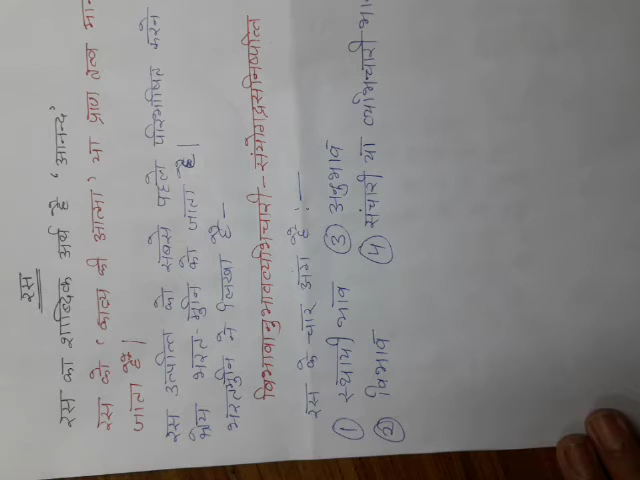 रस
रस का शाब्दिक अर्थ है 'आनन्द'
रस को 'काव्य की आत्मा' या प्राण तत्व मान
जाता है।
रस उत्पत्ति को सबसे पहले परिभाषित करने
श्रेय भरत-मुनि को जाता है।
भरतमुनि ने लिखा है-
विभावानुभावव्यभिचारी-संयोगाद्रसनिष्पत्ति
रस के चार अंग हैं :—
① स्थायी भाव ③ अनुभाव
② विभाव ④ संचारी या व्यभिचारी भा